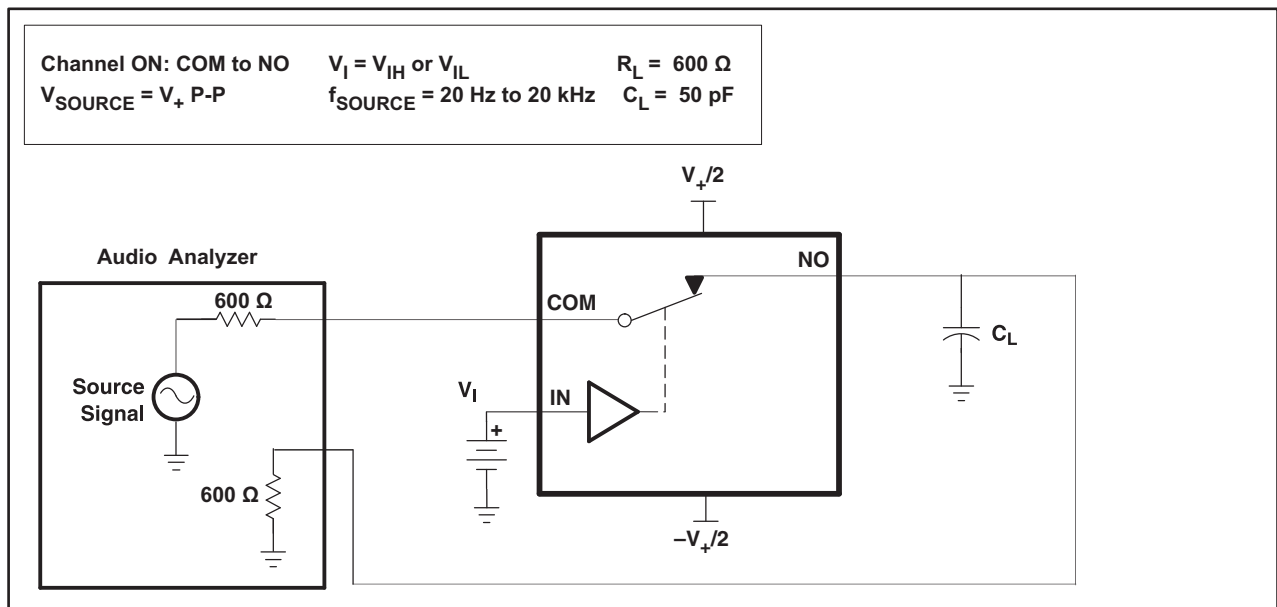 Channel ON: COM to NO V_I = V_IH or V_IL R_L = 600 Ω
V_SOURCE = V_+ P-P f_SOURCE = 20 Hz to 20 kHz C_L = 50 pF
V_+/2
Audio Analyzer
NO
600 Ω
COM
C_L
Source
Signal
V_I
IN
+
600 Ω
–V_+/2